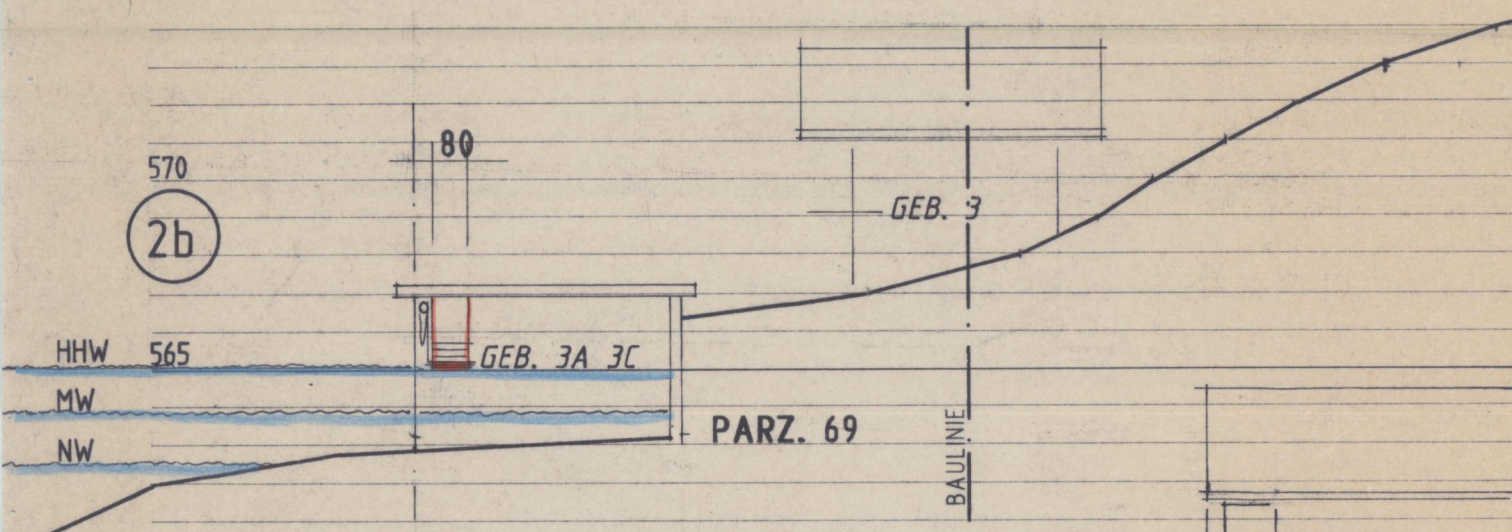 80
570
2b
GEB. 3
HHW 565
GEB. 3A 3C
MW
PARZ. 69
NW
BAULINIE